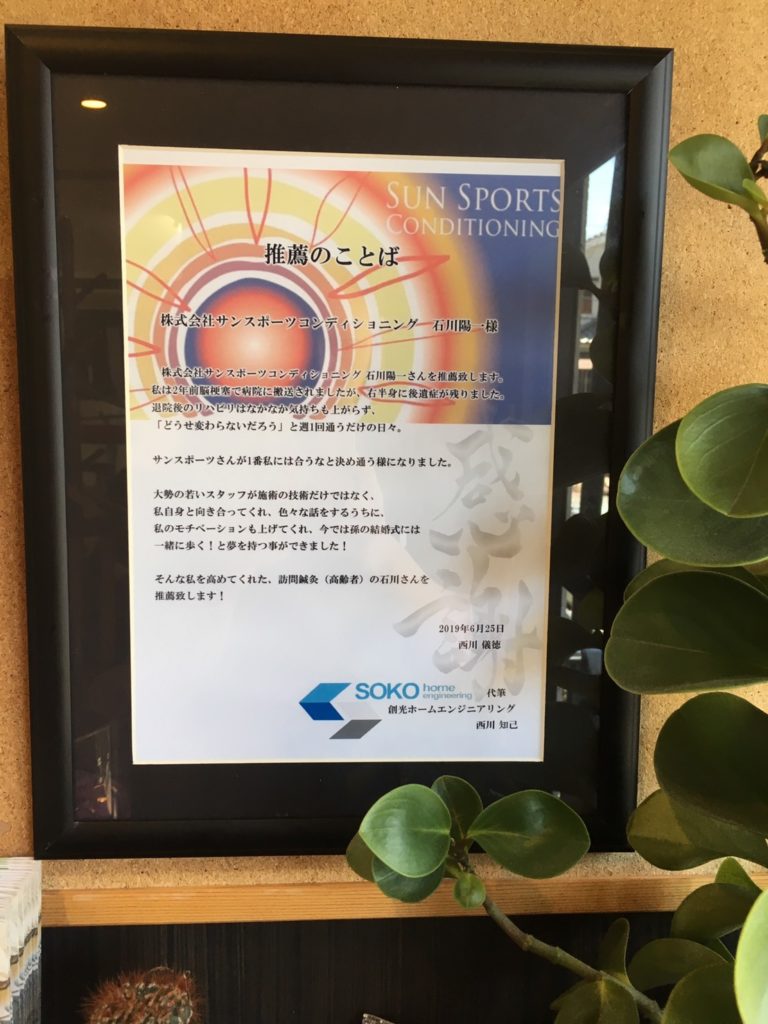 SUN SPORTS
CONDITIONING
推薦のことば
株式会社サンスポーツコンディショニング 石川陽一様
株式会社サンスポーツコンディショニング 石川陽一さんを推薦致します。
私は2年前脳梗塞で病院に搬送されましたが、右半身に後遺症が残りました。
退院後のリハビリはなかなか気持ちも上がらず、
「どうせ変わらないだろう」と週1回通うだけの日々。
サンスポーツさんが1番私には合うなと決め通う様になりました。
大勢の若いスタッフが施術の技術だけではなく、
私自身と向き合ってくれ、色々な話をするうちに、
私のモチベーションも上げてくれ、今では孫の結婚式には
一緒に歩く！と夢を持つ事ができました！
そんな私を高めてくれた、訪問鍼灸（高齢者）の石川さんを
推薦致します！
感謝
2019年6月25日
西川 儀徳
SOKO home engineering 代筆
創光ホームエンジニアリング
西川 知己